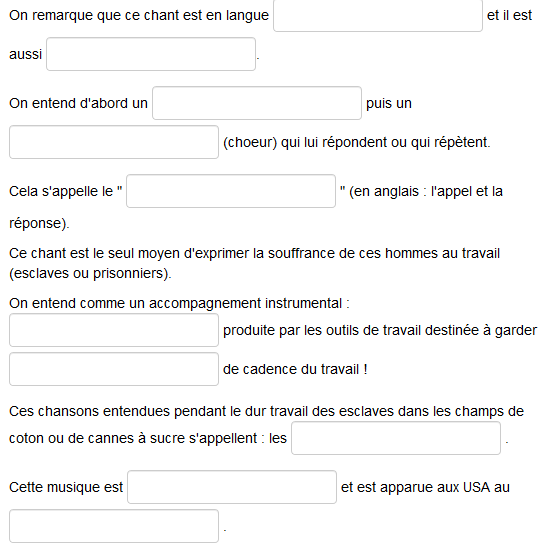 On remarque que ce chant est en langue et il est
aussi .
On entend d'abord un puis un
(choeur) qui lui répondent ou qui répètent.
Cela s'appelle le " " (en anglais : l'appel et la
réponse).
Ce chant est le seul moyen d'exprimer la souffrance de ces hommes au travail
(esclaves ou prisonniers).
On entend comme un accompagnement instrumental :
produite par les outils de travail destinée à garder
de cadence du travail !
Ces chansons entendues pendant le dur travail des esclaves dans les champs de
coton ou de cannes à sucre s'appellent : les .
Cette musique est et est apparue aux USA au
.